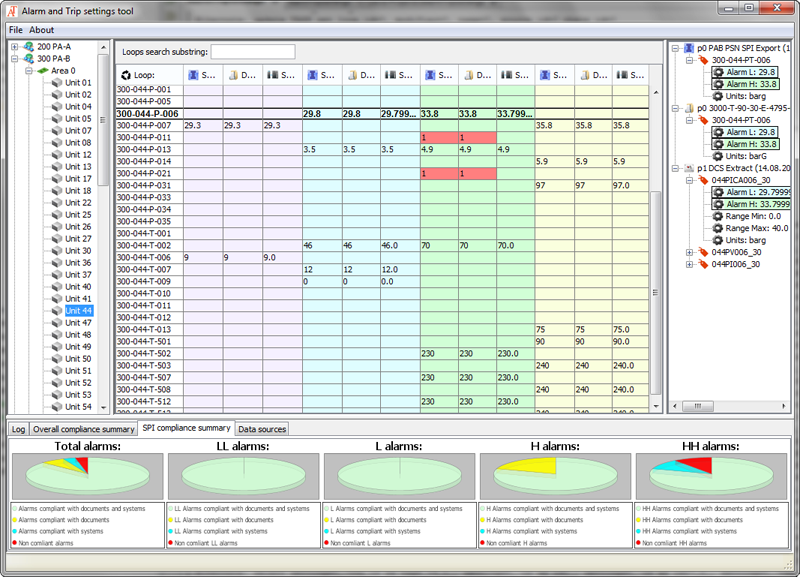 Alarm and Trip settings tool
File About
200 PA-A
300 PA-B
Area 0
Unit 01
Unit 02
Unit 04
Unit 05
Unit 07
Unit 08
Unit 12
Unit 13
Unit 17
Unit 18
Unit 22
Unit 26
Unit 27
Unit 30
Unit 36
Unit 37
Unit 40
Unit 41
Unit 44
Unit 47
Unit 48
Unit 49
Unit 50
Unit 51
Unit 52
Unit 53
Unit 54
Loops search substring:
Loop: S... D... S... S... D... S... S... D... S... S... D... S...
300-044-P-001
300-044-P-005
300-044-P-006 29.8 29.8 29.799... 33.8 33.8 33.799...
300-044-P-007 29.3 29.3 29.3 35.8 35.8 35.8
300-044-P-011 1 1
300-044-P-013 3.5 3.5 3.5 4.9 4.9 4.9
300-044-P-014 5.9 5.9 5.9
300-044-P-021 1 1
300-044-P-031 97 97 97.0
300-044-P-033
300-044-P-034
300-044-P-035
300-044-T-001
300-044-T-002 46 46 46.0 70 70 70.0
300-044-T-006 9 9 9.0
300-044-T-007 12 12 12.0
300-044-T-009 0 0 0.0
300-044-T-010
300-044-T-011
300-044-T-012
300-044-T-013 75 75 75.0
300-044-T-501 90 90 90.0
300-044-T-502 230 230 230.0
300-044-T-503 240 240 240.0
300-044-T-507 230 230 230.0
300-044-T-508 240 240 240.0
300-044-T-512 230 230 230.0
300-044-T-513 240 240 240.0
p0 PAB PSN SPI Export (1
300-044-PT-006
Alarm L: 29.8
Alarm H: 33.8
Units: barg
p0 3000-T-90-30-E-4795-
300-044-PT-006
Alarm L: 29.8
Alarm H: 33.8
Units: barG
p1 DCS Extract (14.08.20
044PICA006_30
Alarm L: 29.7999
Alarm H: 33.7999
Range Min: 0.0
Range Max: 40.0
Units: barg
044PV006_30
044PI006_30
Log Overall compliance summary SPI compliance summary Data sources
Total alarms:
Alarms compliant with documents and systems
Alarms compliant with documents
Alarms compliant with systems
Non comliant alarms
LL alarms:
LL Alarms compliant with documents and systems
LL Alarms compliant with documents
LL Alarms compliant with systems
Non compliant LL alarms
L alarms:
L Alarms compliant with documents and systems
L Alarms compliant with documents
L Alarms compliant with systems
Non compliant L alarms
H alarms:
H Alarms compliant with documents and systems
H Alarms compliant with documents
H Alarms compliant with systems
Non compliant H alarms
HH alarms:
HH Alarms compliant with documents and systems
HH Alarms compliant with documents
HH Alarms compliant with systems
Non compliant HH alarms